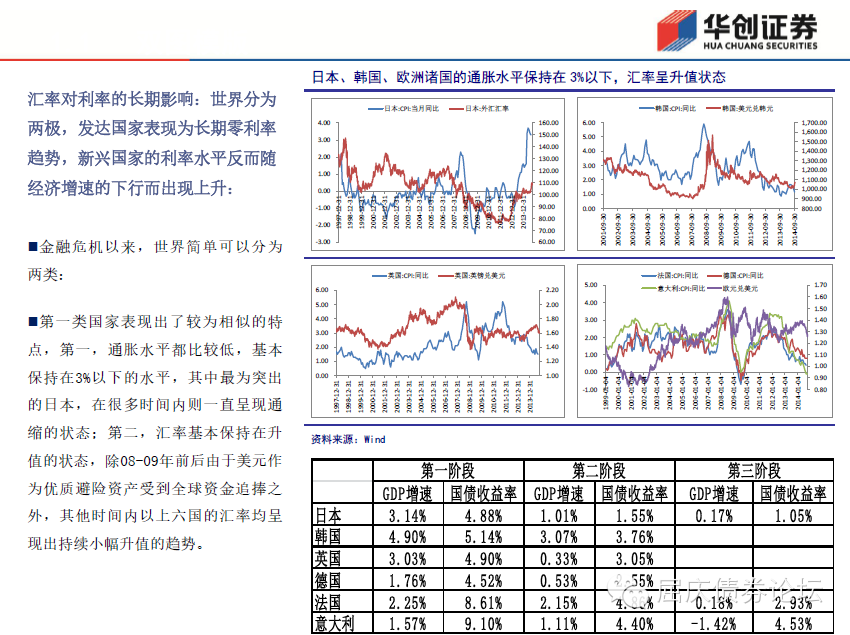 华创证券
HUA CHUANG SECURITIES
汇率对利率的长期影响：世界分为
两极，发达国家表现为长期零利率
趋势，新兴国家的利率水平反而随
经济增速的下行而出现上升：
■金融危机以来，世界简单可以分为
两类：
■第一类国家表现出了较为相似的特
点，第一，通胀水平都比较低，基本
保持在3%以下的水平，其中最为突出
的日本，在很多时间内则一直呈现通
缩的状态；第二，汇率基本保持在升
值的状态，除08-09年前后由于美元作
为优质避险资产受到全球资金追捧之
外，其他时间内以上六国的汇率均呈
现出持续小幅升值的趋势。
日本、韩国、欧洲诸国的通胀水平保持在 3%以下，汇率呈升值状态
日本:CPI:当月同比 日本:外汇汇率
4.00 3.00 2.00 1.00 0.00 -1.00 -2.00 -3.00
160.00 150.00 140.00 130.00 120.00 110.00 100.00 90.00 80.00 70.00 60.00
1997-12-31 1998-12-31 1999-12-31 2000-12-31 2001-12-31 2002-12-31 2003-12-31 2004-12-31 2005-12-31 2006-12-31 2007-12-31 2008-12-31 2009-12-31 2010-12-31 2011-12-31 2012-12-31 2013-12-31
韩国:CPI:同比 韩国:美元兑韩元
6.00 5.00 4.00 3.00 2.00 1.00 0.00
1,700.00 1,600.00 1,500.00 1,400.00 1,300.00 1,200.00 1,100.00 1,000.00 900.00 800.00
2001-09-30 2002-09-30 2003-09-30 2004-09-30 2005-09-30 2006-09-30 2007-09-30 2008-09-30 2009-09-30 2010-09-30 2011-09-30 2012-09-30 2013-09-30 2014-09-30
英国:CPI:同比 英国:英镑兑美元
6.00 5.00 4.00 3.00 2.00 1.00 0.00
2.20 2.00 1.80 1.60 1.40 1.20 1.00
1997-12-31 1998-12-31 1999-12-31 2000-12-31 2001-12-31 2002-12-31 2003-12-31 2004-12-31 2005-12-31 2006-12-31 2007-12-31 2008-12-31 2009-12-31 2010-12-31 2011-12-31 2012-12-31 2013-12-31
法国:CPI:同比 德国:CPI:同比
意大利:CPI:同比 欧元兑美元
5.00 4.00 3.00 2.00 1.00 0.00 -1.00
1.70 1.60 1.50 1.40 1.30 1.20 1.10 1.00 0.90 0.80
1999-01-04 2000-01-04 2001-01-04 2002-01-04 2003-01-04 2004-01-04 2005-01-04 2006-01-04 2007-01-04 2008-01-04 2009-01-04 2010-01-04 2011-01-04 2012-01-04 2013-01-04 2014-01-04
资料来源：Wind
第一阶段 第二阶段 第三阶段
GDP增速 国债收益率 GDP增速 国债收益率 GDP增速 国债收益率
日本 3.14% 4.88% 1.01% 1.55% 0.17% 1.05%
韩国 4.90% 5.14% 3.07% 3.76%
英国 3.03% 4.90% 0.33% 3.05%
德国 1.76% 4.52% 0.53%
法国 2.25% 8.61% 2.15% 0.18% 2.93%
意大利 1.57% 9.10% 1.11% 4.40% -1.42% 4.53%
屈庆债券论坛